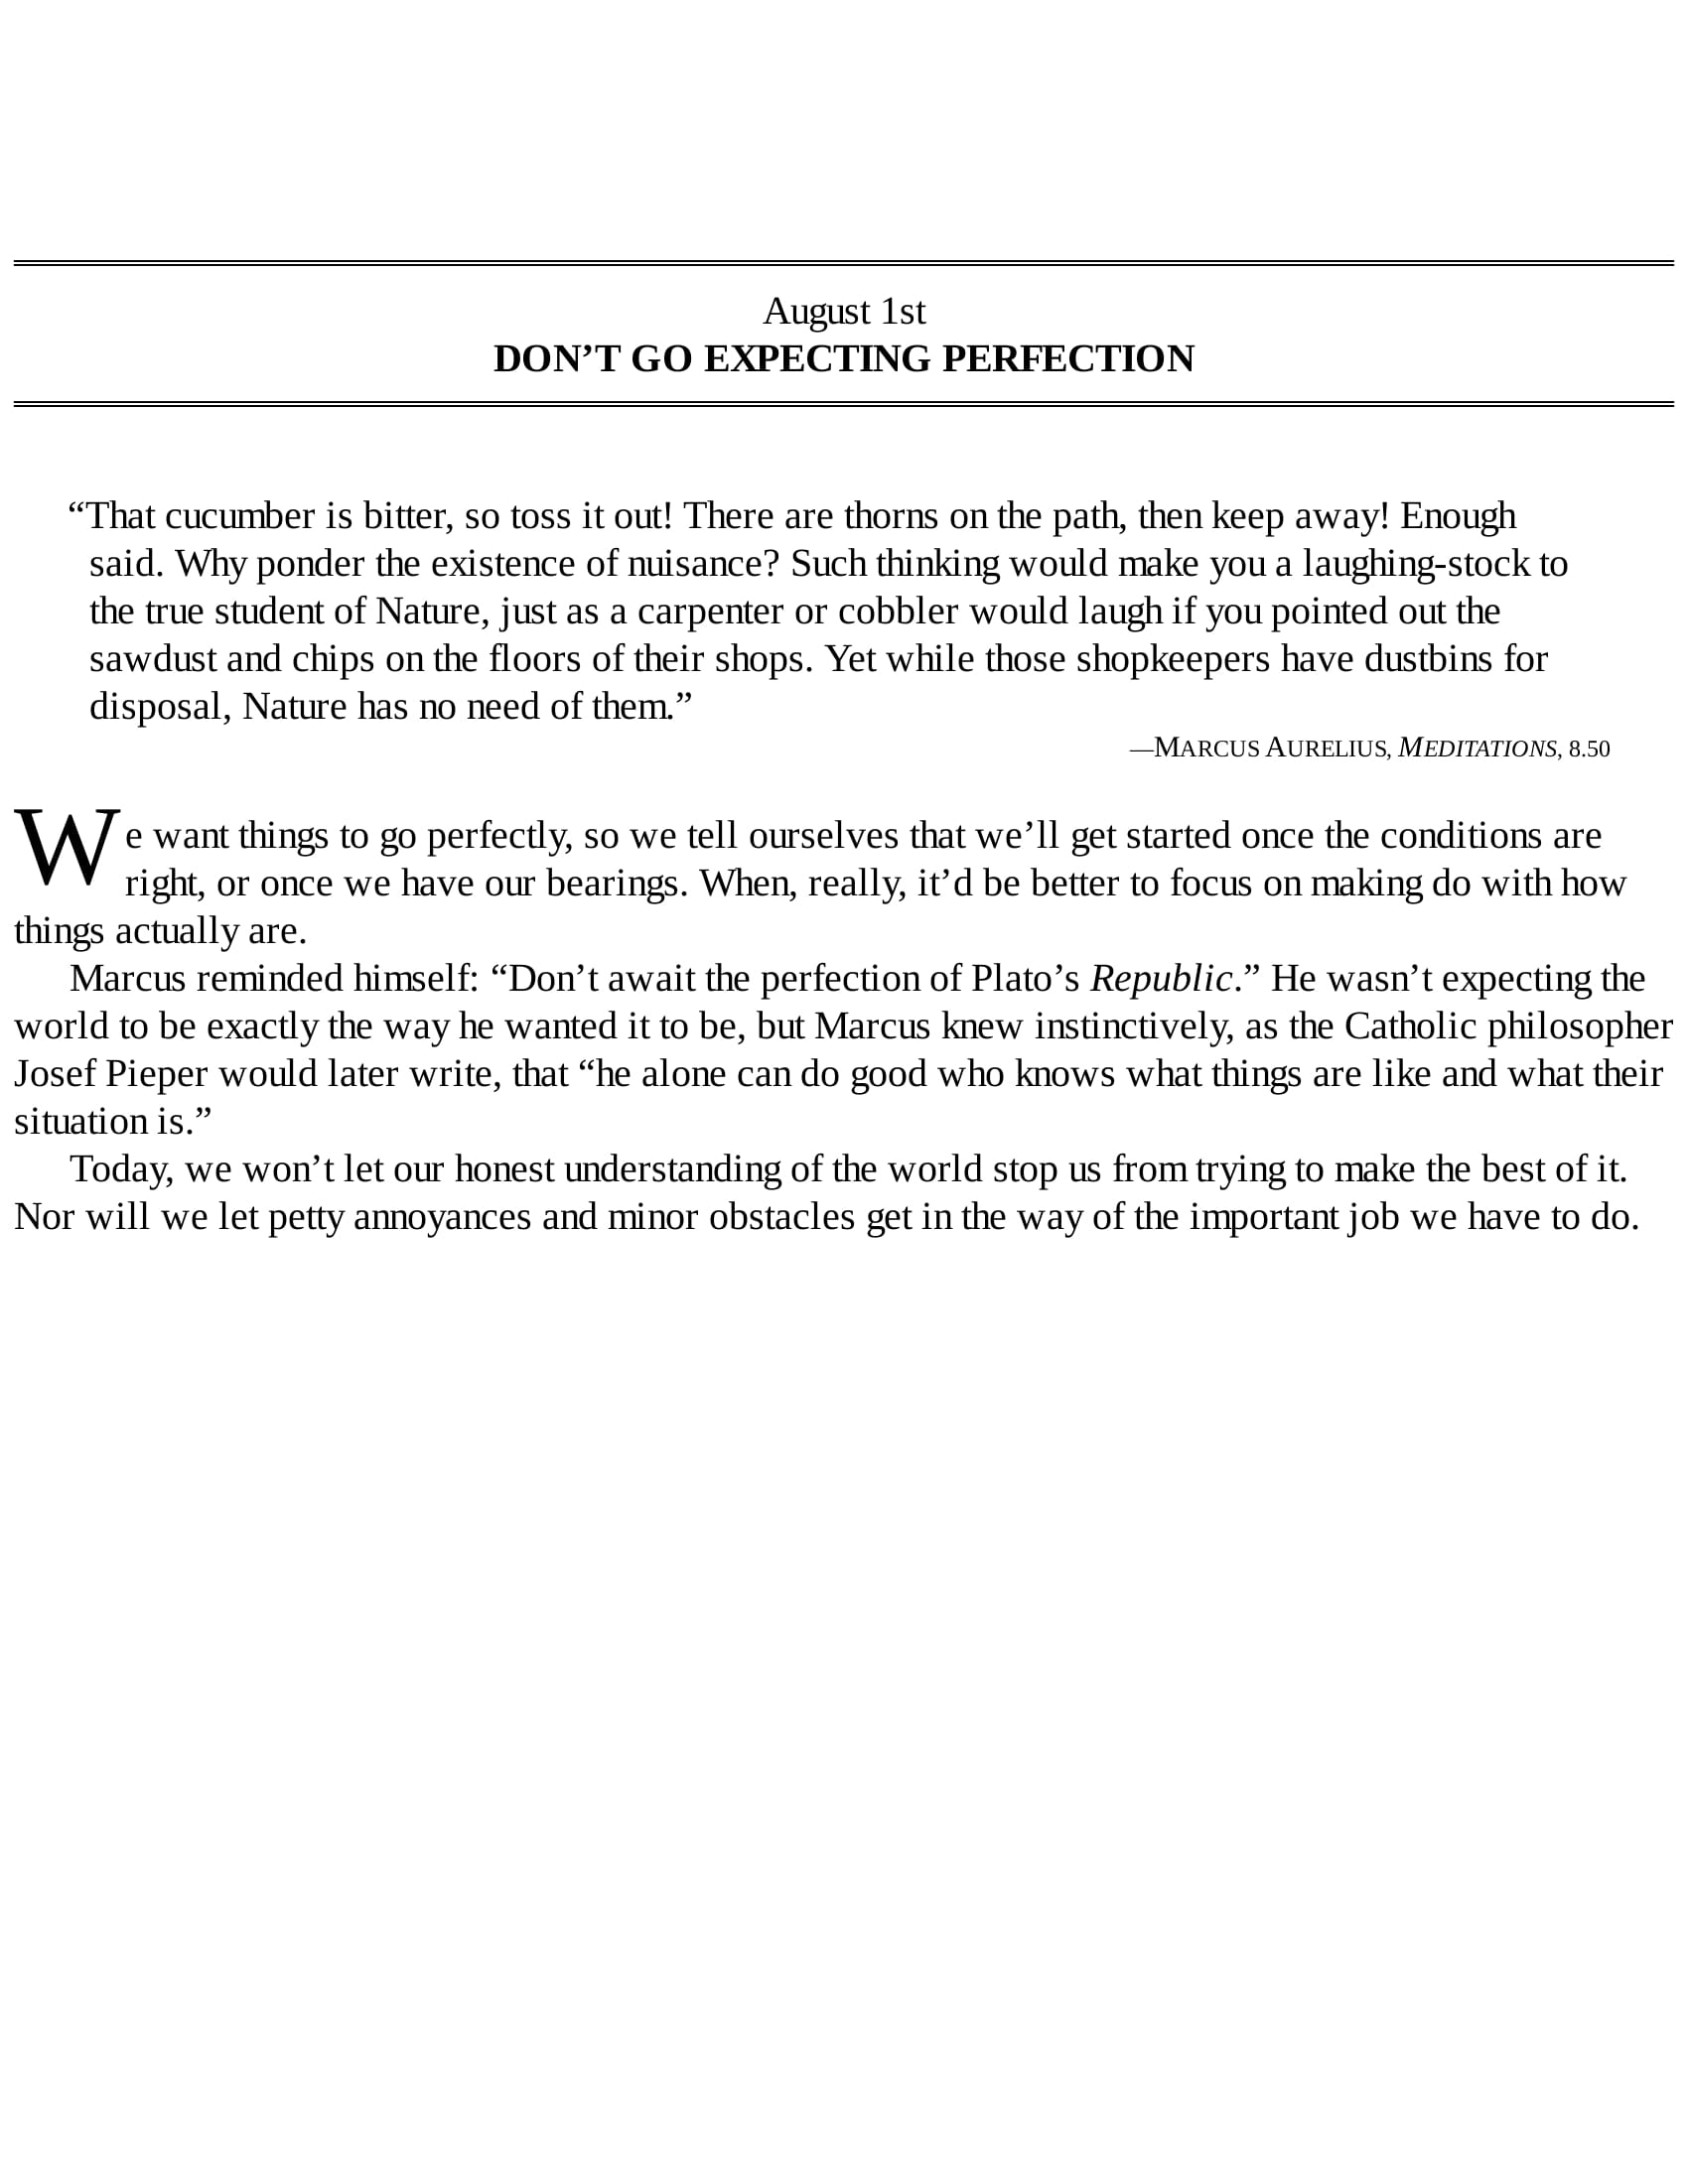 August 1st
DON’T GO EXPECTING PERFECTION
“That cucumber is bitter, so toss it out! There are thorns on the path, then keep away! Enough
said. Why ponder the existence of nuisance? Such thinking would make you a laughing-stock to
the true student of Nature, just as a carpenter or cobbler would laugh if you pointed out the
sawdust and chips on the floors of their shops. Yet while those shopkeepers have dustbins for
disposal, Nature has no need of them.”
—MARCUS AURELIUS, MEDITATIONS, 8.50
We want things to go perfectly, so we tell ourselves that we’ll get started once the conditions are
right, or once we have our bearings. When, really, it’d be better to focus on making do with how
things actually are.
Marcus reminded himself: “Don’t await the perfection of Plato’s Republic.” He wasn’t expecting the
world to be exactly the way he wanted it to be, but Marcus knew instinctively, as the Catholic philosopher
Josef Pieper would later write, that “he alone can do good who knows what things are like and what their
situation is.”
Today, we won’t let our honest understanding of the world stop us from trying to make the best of it.
Nor will we let petty annoyances and minor obstacles get in the way of the important job we have to do.